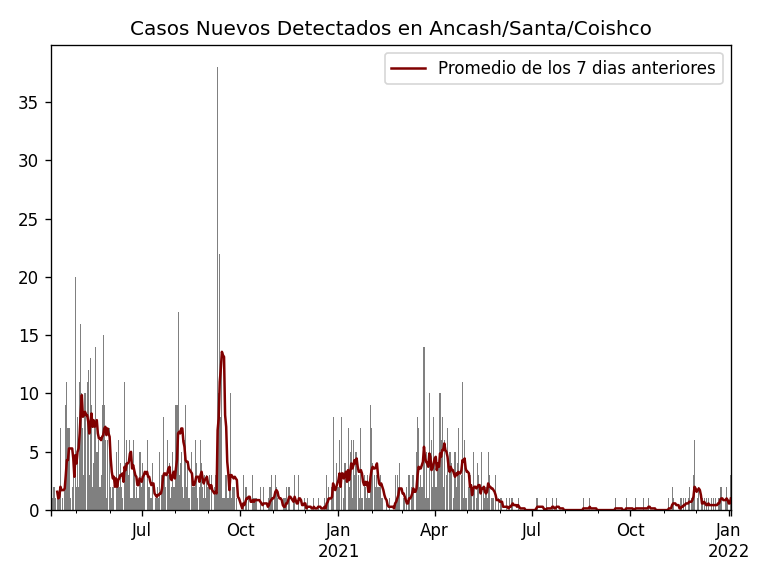 Casos Nuevos Detectados en Ancash/Santa/Coishco
Promedio de los 7 dias anteriores
35
30
25
20
15
10
5
0
Jul
Oct
Jan
2021
Apr
Jul
Oct
Jan
2022